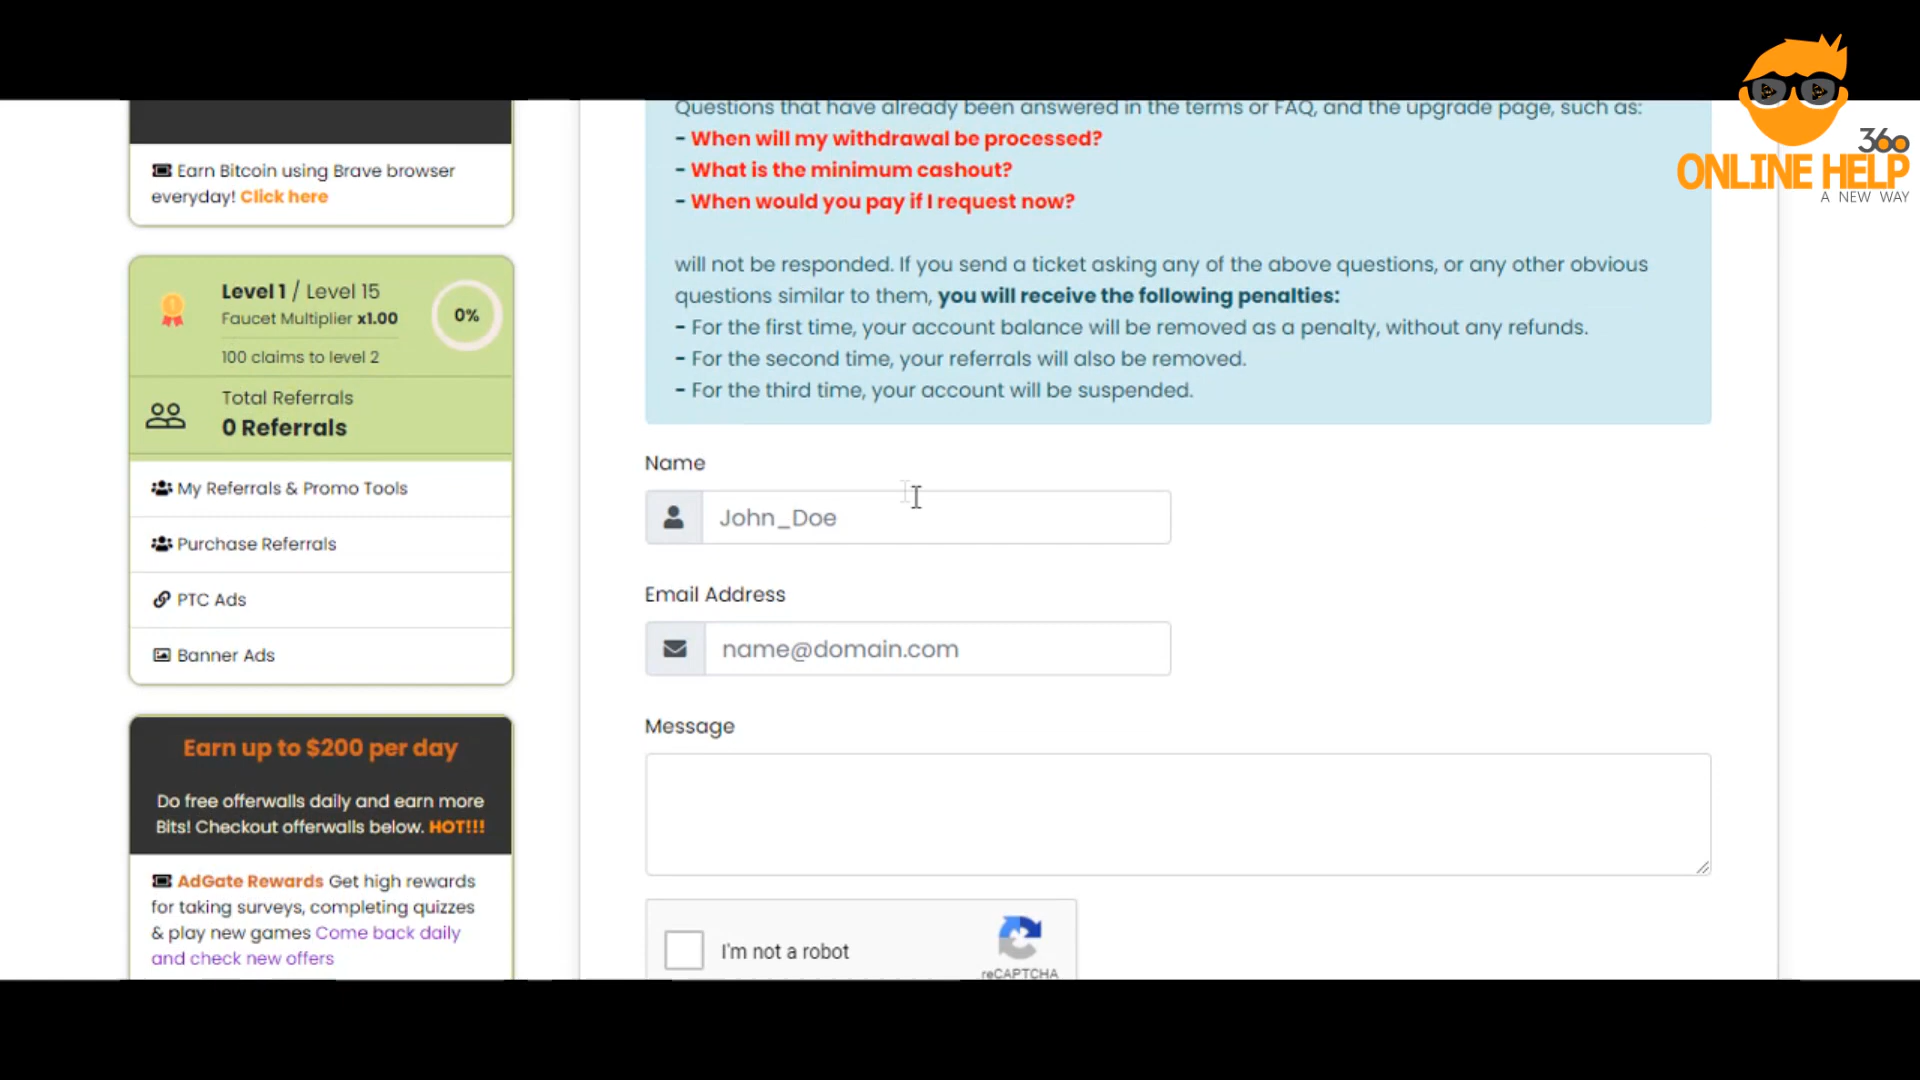 360
ONLINE HELP
A NEW WAY
Earn Bitcoin using Brave browser
everyday! Click here
Level 1 / Level 15
Faucet Multiplier x1.00
0%
100 claims to level 2
Total Referrals
0 Referrals
My Referrals & Promo Tools
Purchase Referrals
PTC Ads
Banner Ads
Earn up to $200 per day
Do free offerwalls daily and earn more
Bits! Checkout offerwalls below. HOT!!!
AdGate Rewards Get high rewards
for taking surveys, completing quizzes
& play new games Come back daily
and check new offers
Questions that have already been answered in the terms or FAQ, and the upgrade page, such as:
- When will my withdrawal be processed?
- What is the minimum cashout?
- When would you pay if I request now?
will not be responded. If you send a ticket asking any of the above questions, or any other obvious
questions similar to them, you will receive the following penalties:
- For the first time, your account balance will be removed as a penalty, without any refunds.
- For the second time, your referrals will also be removed.
- For the third time, your account will be suspended.
Name
John_Doe
Email Address
name@domain.com
Message
I'm not a robot
reCAPTCHA